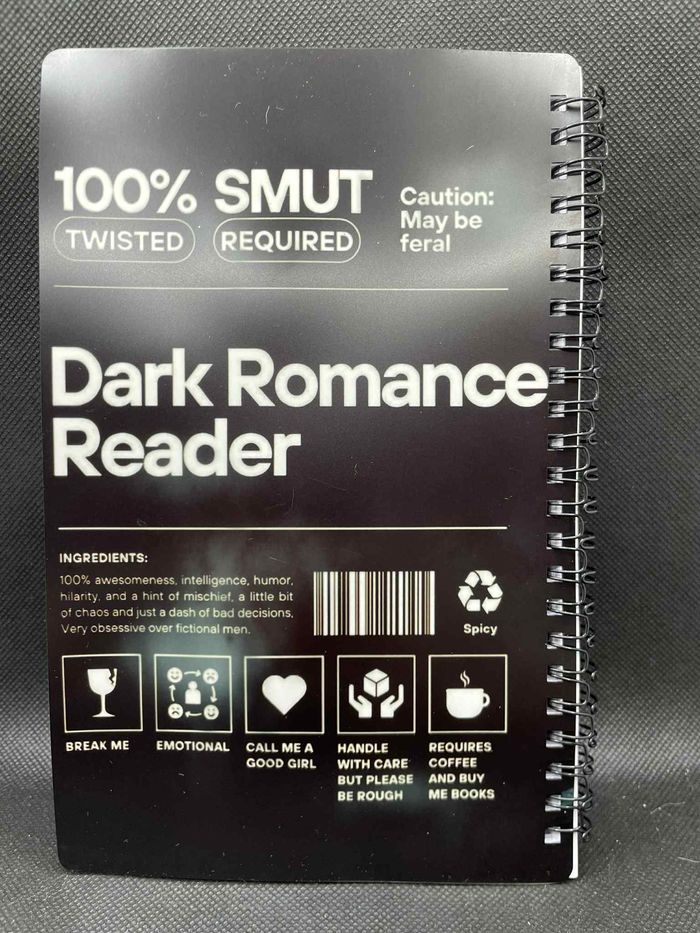 100% SMUT
TWISTED REQUIRED
Caution:
May be
feral
Dark Romance
Reader
INGREDIENTS:
100% awesomeness, intelligence, humor,
hilarity, and a hint of mischief, a little bit
of chaos and just a dash of bad decisions.
Very obsessive over fictional men.
Spicy
BREAK ME
EMOTIONAL
CALL ME A
GOOD GIRL
HANDLE
WITH CARE
BUT PLEASE
BE ROUGH
REQUIRES
COFFEE
AND BUY
ME BOOKS